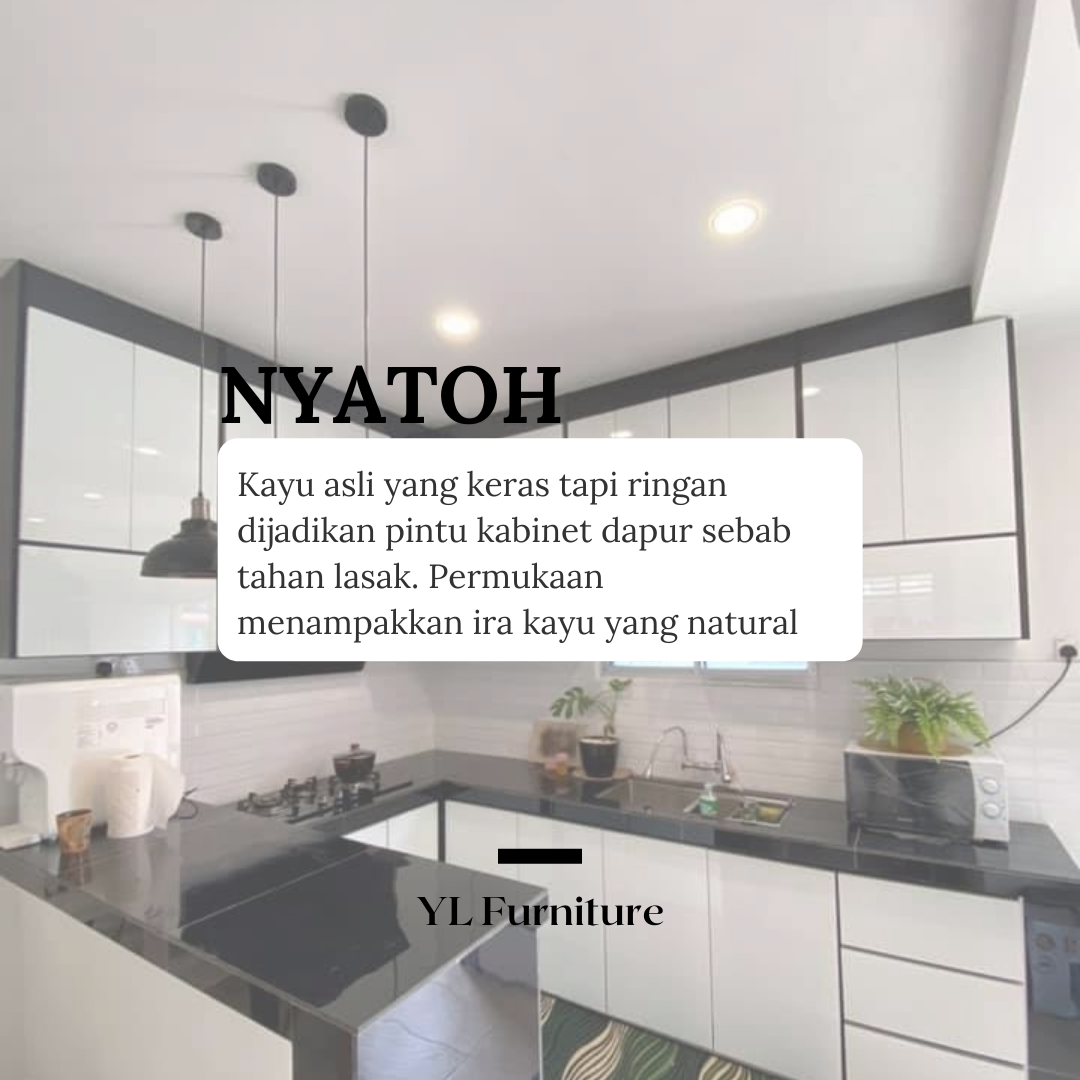 NYATOH
Kayu asli yang keras tapi ringan
dijadikan pintu kabinet dapur sebab
tahan lasak. Permukaan
menampakkan ira kayu yang natural
YL Furniture